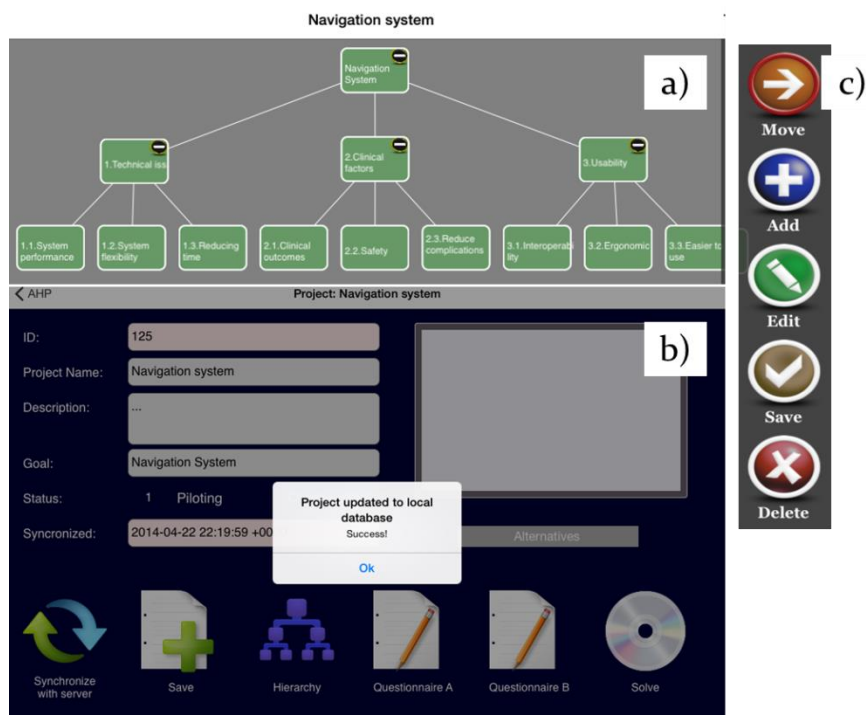 Navigation system
a)
Navigation
System
1.Technical iss
2.Clinical
factors
3.Usability
1.1.System
performance
1.2.System
flexibility
1.3.Reducing
time
2.1.Clinical
outcomes
2.2.Safety
2.3.Reduce
complications
3.1.Interoperabi
lity
3.2.Ergonomic
3.3.Easier to
use
c)
Move
Add
Edit
Save
Delete
AHP
Project: Navigation system
b)
ID:
125
Project Name:
Navigation system
Description:
...
Goal:
Navigation System
Status:
1 Piloting
Syncronized:
2014-04-22 22:19:59 +00
Project updated to local
database
Success!
Ok
Alternatives
Synchronize
with server
Save
Hierarchy
Questionnaire A
Questionnaire B
Solve